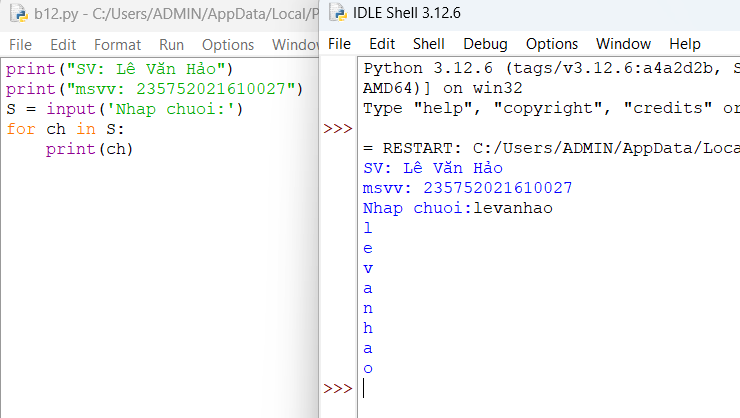 b12.py - C:/Users/ADMIN/AppData/Local/P
File Edit Format Run Options Window
print("SV: Lê Văn Hảo")
print("msvv: 235752021610027")
S = input('Nhap chuoi:')
for ch in S:
    print(ch)
IDLE Shell 3.12.6
File Edit Shell Debug Options Window Help
Python 3.12.6 (tags/v3.12.6:a4a2d2b, S
AMD64)] on win32
Type "help", "copyright", "credits" or
>>>
= RESTART: C:/Users/ADMIN/AppData/Loca
SV: Lê Văn Hảo
msvv: 235752021610027
Nhap chuoi:levanhao
l
e
v
a
n
h
a
o
>>>